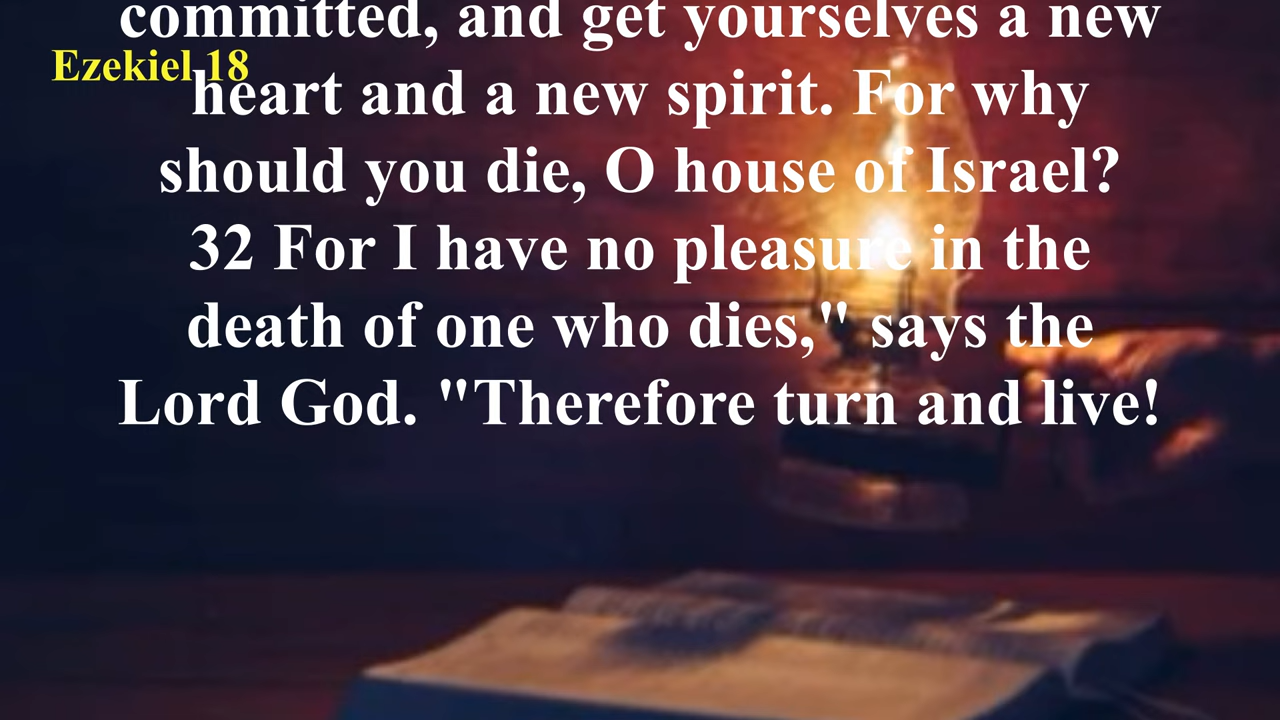 committed, and get yourselves a new
Ezekiel 18
heart and a new spirit. For why
should you die, O house of Israel?
32 For I have no pleasure in the
death of one who dies," says the
Lord God. "Therefore turn and live!